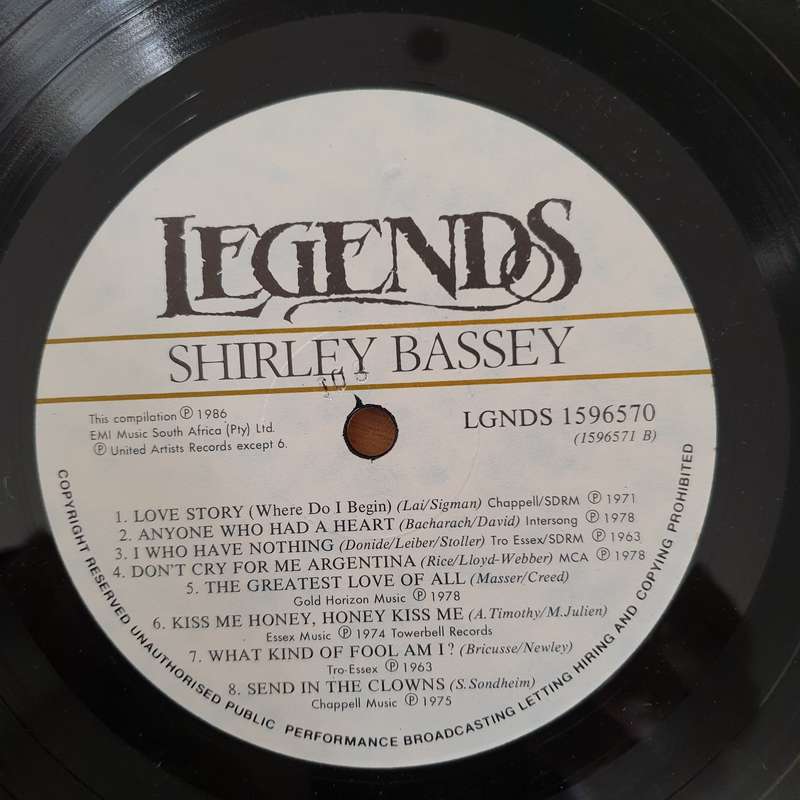 LEGENDS
SHIRLEY BASSEY
This compilation ℗ 1986
EMI Music South Africa (Pty) Ltd.
℗ United Artists Records except 6.
LGNDS 1596570
(1596571 B)
1. LOVE STORY (Where Do I Begin) (Lai/Sigman) Chappell/SDRM ℗ 1971
2. ANYONE WHO HAD A HEART (Bacharach/David) Intersong ℗ 1978
3. I WHO HAVE NOTHING (Donide/Leiber/Stoller) Tro Essex/SDRM ℗ 1963
4. DON'T CRY FOR ME ARGENTINA (Rice/Lloyd-Webber) MCA ℗ 1978
5. THE GREATEST LOVE OF ALL (Masser/Creed)
Gold Horizon Music ℗ 1978
6. KISS ME HONEY, HONEY KISS ME (A.Timothy/M.Julien)
Essex Music ℗ 1974 Towerbell Records
7. WHAT KIND OF FOOL AM I? (Bricusse/Newley)
Tro-Essex ℗ 1963
8. SEND IN THE CLOWNS (S.Sondheim)
Chappell Music ℗ 1975
COPYRIGHT RESERVED UNAUTHORISED PUBLIC PERFORMANCE BROADCASTING LETTING HIRING AND COPYING PROHIBITED